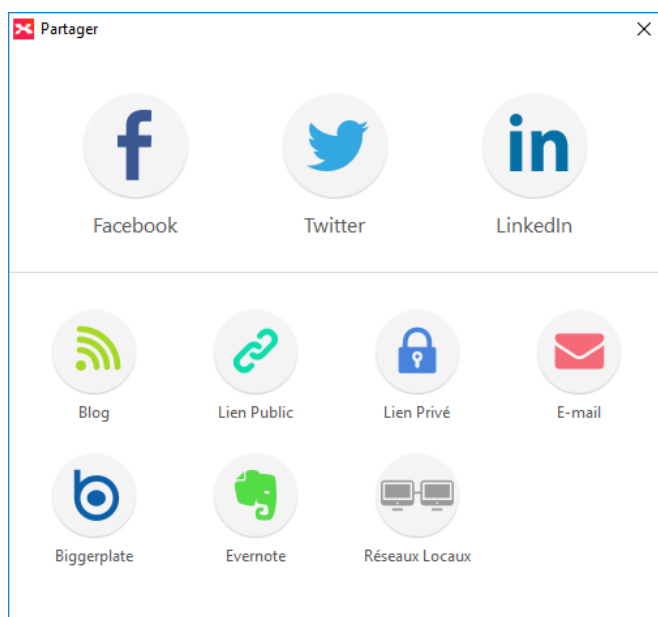 Partager
Facebook Twitter LinkedIn
Blog Lien Public Lien Privé E-mail
Biggerplate Evernote Réseaux Locaux